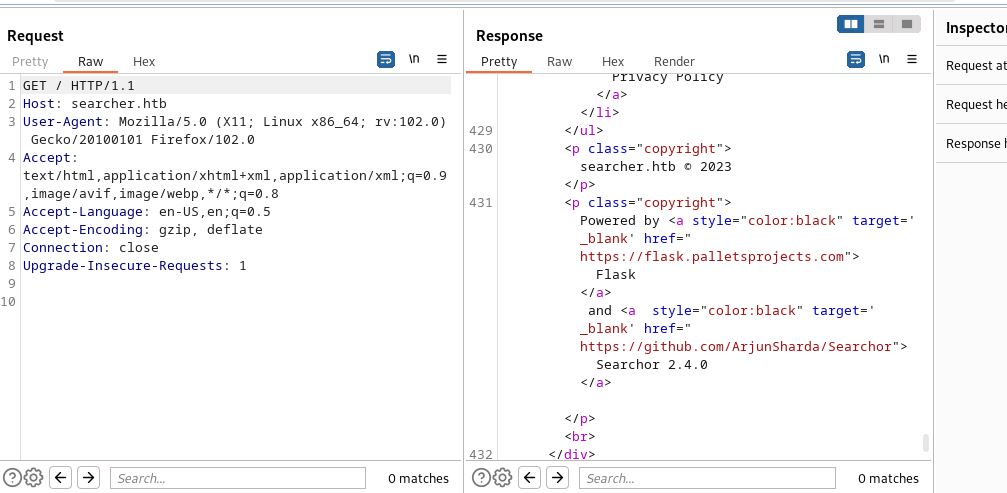 Request
Pretty Raw Hex
\n
1 GET / HTTP/1.1
2 Host: searcher.htb
3 User-Agent: Mozilla/5.0 (X11; Linux x86_64; rv:102.0)
Gecko/20100101 Firefox/102.0
4 Accept:
text/html,application/xhtml+xml,application/xml;q=0.9
,image/avif,image/webp,*/*;q=0.8
5 Accept-Language: en-US,en;q=0.5
6 Accept-Encoding: gzip, deflate
7 Connection: close
8 Upgrade-Insecure-Requests: 1
9
10
Search...
0 matches
Response
Pretty Raw Hex Render
\n
Privacy Policy
</a>
</li>
429 </ul>
430 <p class="copyright">
searcher.htb © 2023
</p>
431 <p class="copyright">
Powered by <a style="color:black" target='
_blank' href="
https://flask.palletsprojects.com">
Flask
</a>
and <a  style="color:black" target='
_blank' href="
https://github.com/ArjunSharda/Searchor">
Searchor 2.4.0
</a>
</p>
<br>
432 </div>
Search...
0 matches
Inspector
Request at
Request he
Response h